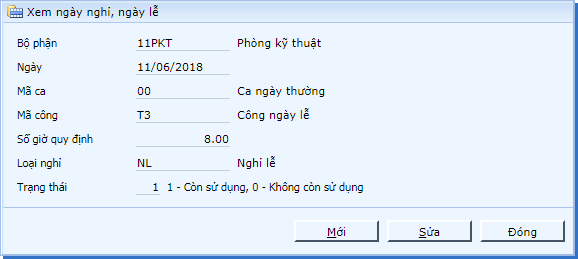 Xem ngày nghỉ, ngày lễ
Bộ phận 11PKT Phòng kỹ thuật
Ngày 11/06/2018
Mã ca 00 Ca ngày thường
Mã công T3 Công ngày lễ
Số giờ quy định 8.00
Loại nghỉ NL Nghỉ lễ
Trạng thái 1 1 - Còn sử dụng, 0 - Không còn sử dụng
Mới Sửa Đóng